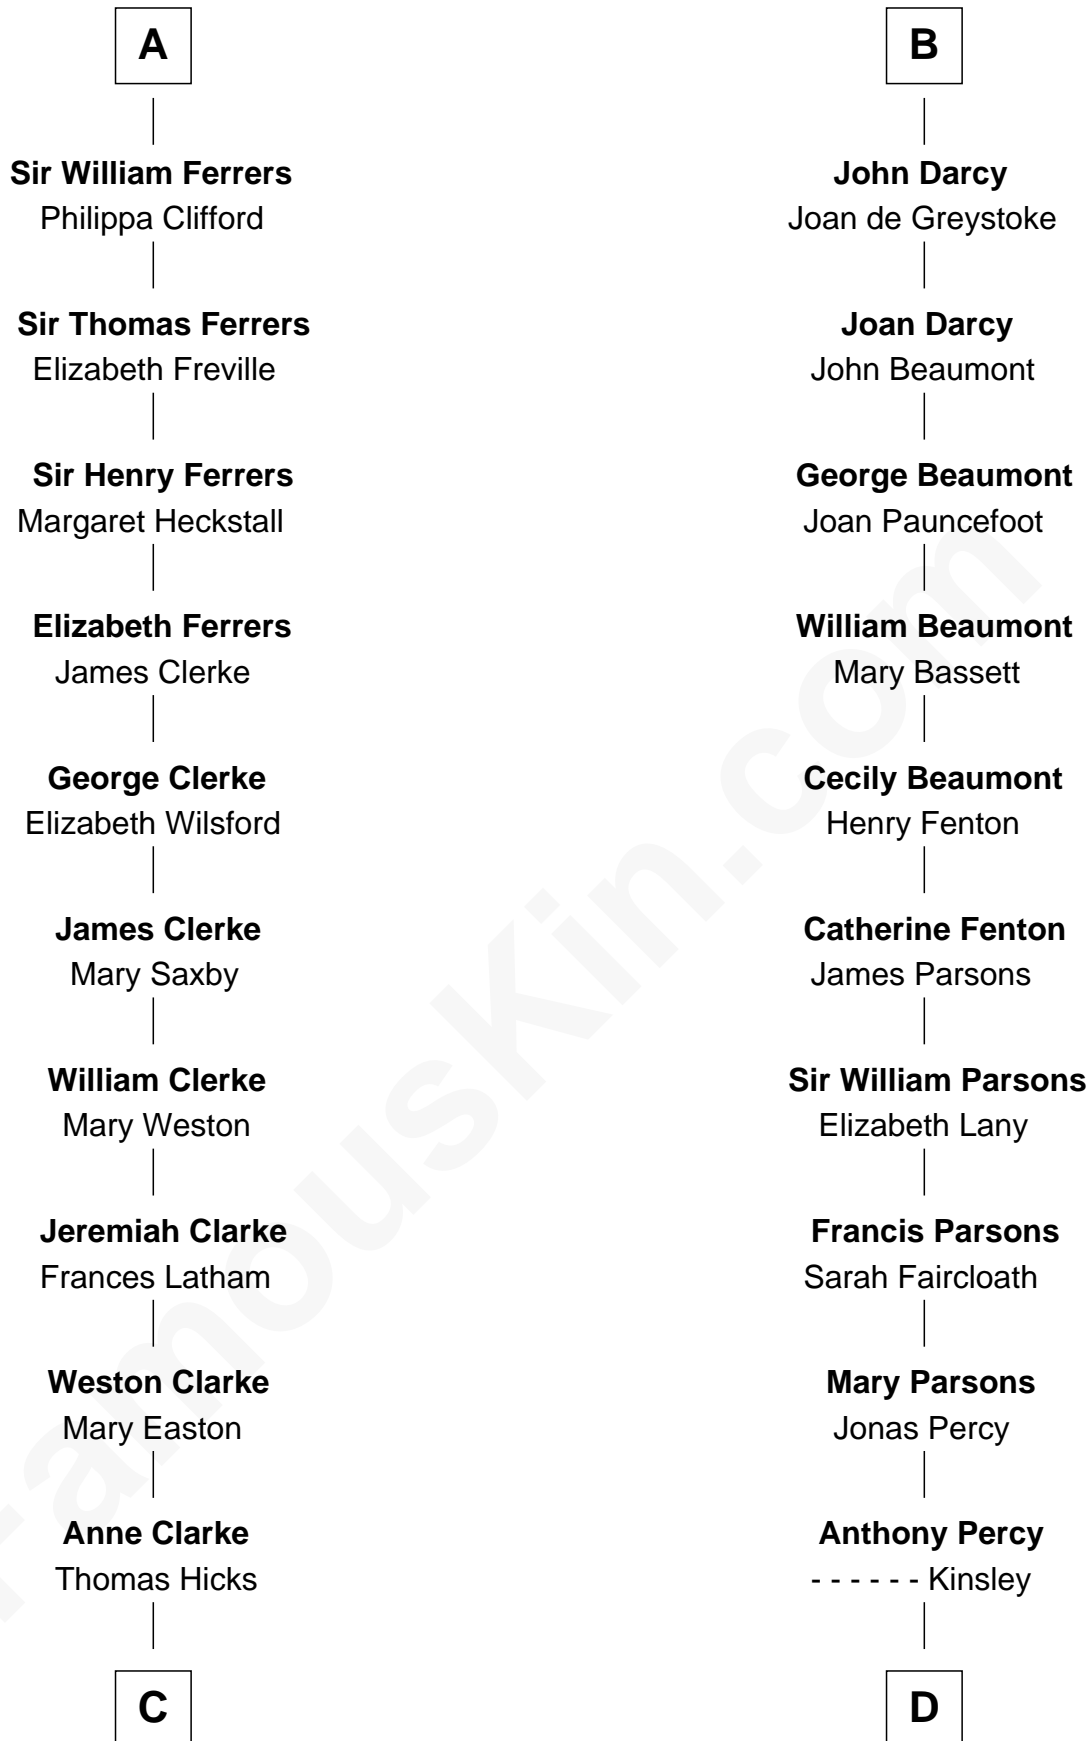 A
Sir William Ferrers
Philippa Clifford
Sir Thomas Ferrers
Elizabeth Freville
Sir Henry Ferrers
Margaret Heckstall
Elizabeth Ferrers
James Clerke
George Clerke
Elizabeth Wilsford
James Clerke
Mary Saxby
William Clerke
Mary Weston
Jeremiah Clarke
Frances Latham
Weston Clarke
Mary Easton
Anne Clarke
Thomas Hicks
C
B
John Darcy
Joan de Greystoke
Joan Darcy
John Beaumont
George Beaumont
Joan Pauncefoot
William Beaumont
Mary Bassett
Cecily Beaumont
Henry Fenton
Catherine Fenton
James Parsons
Sir William Parsons
Elizabeth Lany
Francis Parsons
Sarah Faircloath
Mary Parsons
Jonas Percy
Anthony Percy
- - - - - - Kinsley
D
FamousKin.com